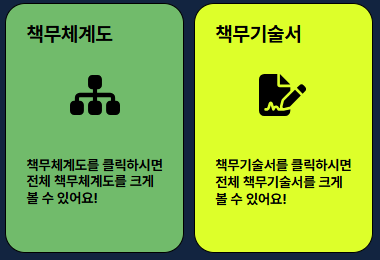 책무체계도
책무체계도를 클릭하시면
전체 책무체계도를 크게
볼 수 있어요!
책무기술서
책무기술서를 클릭하시면
전체 책무기술서를 크게
볼 수 있어요!